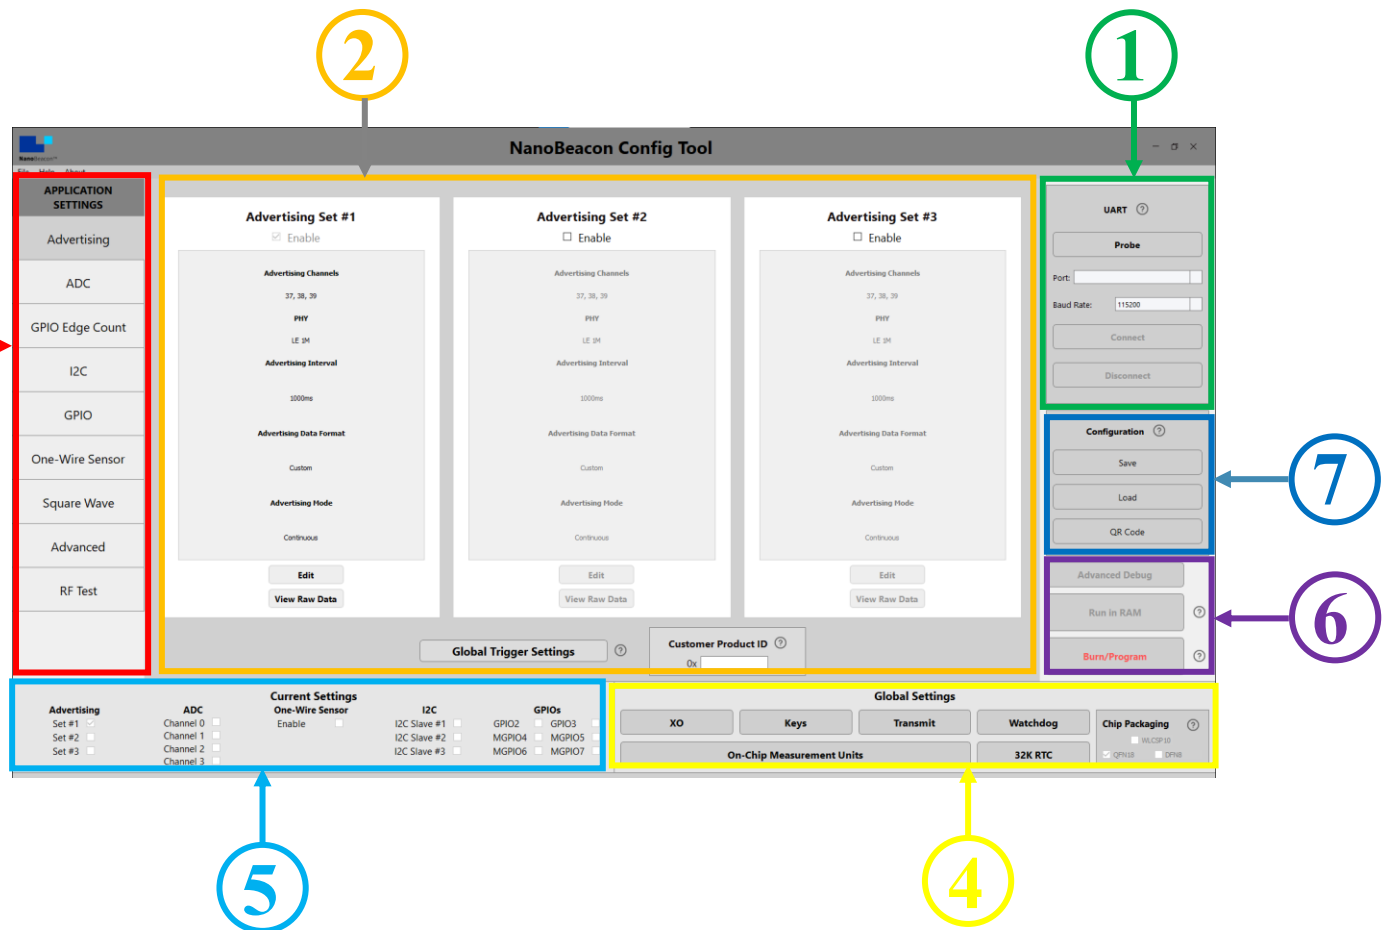 2
1
NanoBeacon™
NanoBeacon Config Tool
File Help About
APPLICATION
SETTINGS
Advertising
ADC
GPIO Edge Count
I2C
GPIO
One-Wire Sensor
Square Wave
Advanced
RF Test
Advertising Set #1
Enable
Advertising Channels
37, 38, 39
PHY
LE 1M
Advertising Interval
1000ms
Advertising Data Format
Custom
Advertising Mode
Continuous
Edit
View Raw Data
Advertising Set #2
Enable
Advertising Channels
37, 38, 39
PHY
LE 1M
Advertising Interval
1000ms
Advertising Data Format
Custom
Advertising Mode
Continuous
Edit
View Raw Data
Advertising Set #3
Enable
Advertising Channels
37, 38, 39
PHY
LE 1M
Advertising Interval
1000ms
Advertising Data Format
Custom
Advertising Mode
Continuous
Edit
View Raw Data
Global Trigger Settings ?
Customer Product ID ?
0x
UART ?
Probe
Port:
Baud Rate: 115200
Connect
Disconnect
Configuration ?
Save
Load
QR Code
7
Advanced Debug
Run in RAM ?
Burn/Program ?
6
Current Settings
Advertising
Set #1
Set #2
Set #3
ADC
Channel 0
Channel 1
Channel 2
Channel 3
One-Wire Sensor
Enable
I2C
I2C Slave #1
I2C Slave #2
I2C Slave #3
GPIOs
GPIO2 GPIO3
MGPIO4 MGPIO5
MGPIO6 MGPIO7
Global Settings
XO Keys Transmit Watchdog
On-Chip Measurement Units 32K RTC
Chip Packaging ?
WLCSP10
QFN18 DFN8
5
4